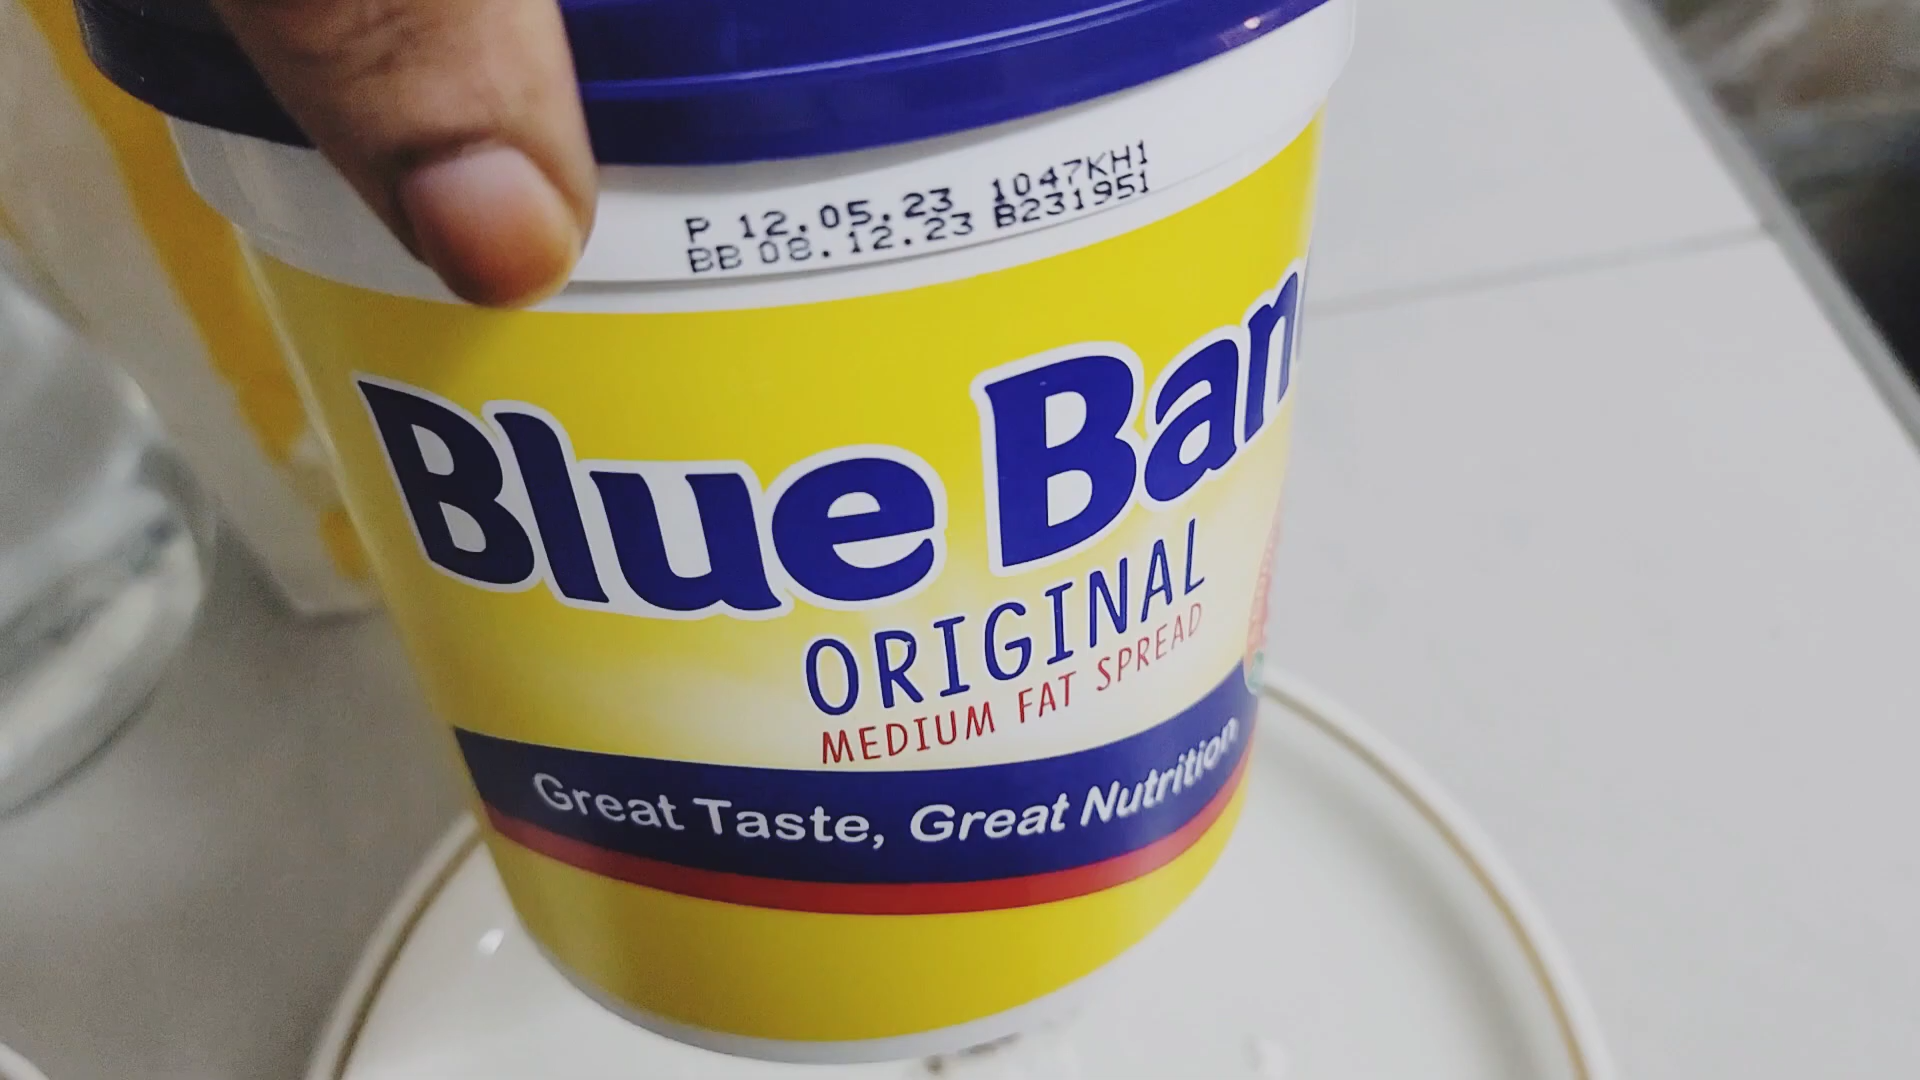 P 12.05.23 1047KH1
BB 08.12.23 B231951
Blue Ban
ORIGINAL
MEDIUM FAT SPREAD
Great Taste, Great Nutrition